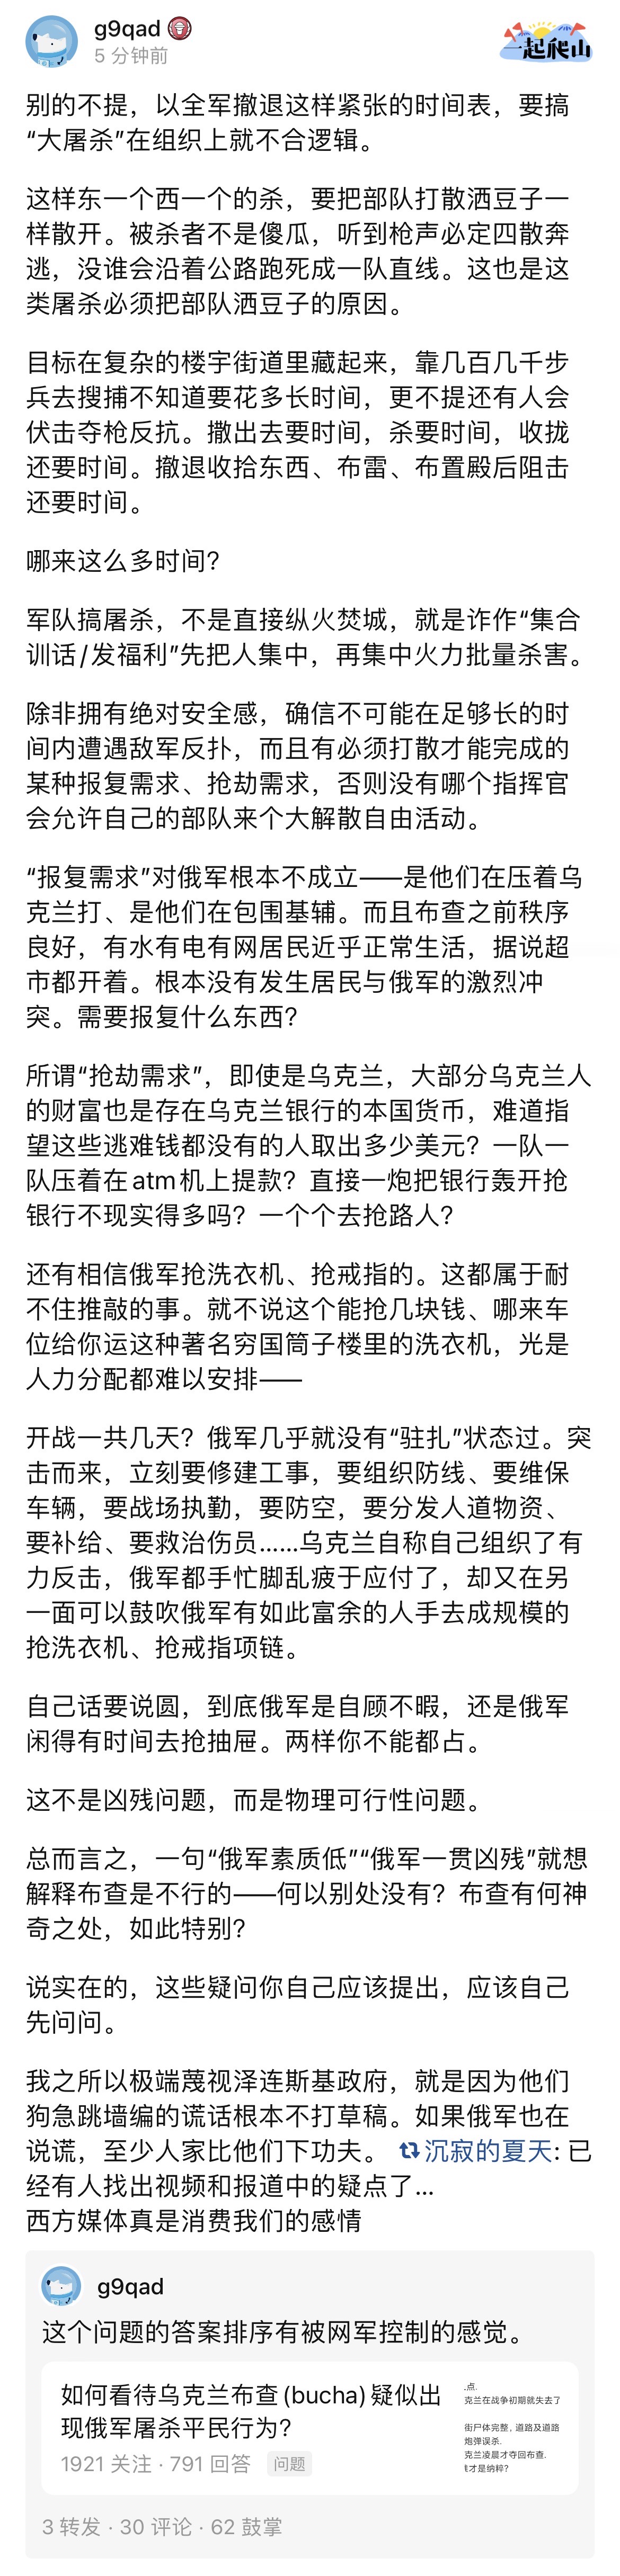 g9qad
5 分钟前
一起爬山
别的不提，以全军撤退这样紧张的时间表，要搞
“大屠杀”在组织上就不合逻辑。
这样东一个西一个的杀，要把部队打散洒豆子一
样散开。被杀者不是傻瓜，听到枪声必定四散奔
逃，没谁会沿着公路跑死成一队直线。这也是这
类屠杀必须把部队洒豆子的原因。
目标在复杂的楼宇街道里藏起来，靠几百几千步
兵去搜捕不知道要花多长时间，更不提还有人会
伏击夺枪反抗。撒出去要时间，杀要时间，收拢
还要时间。撤退收拾东西、布雷、布置殿后阻击
还要时间。
哪来这么多时间？
军队搞屠杀，不是直接纵火焚城，就是诈作“集合
训话/发福利”先把人集中，再集中火力批量杀害。
除非拥有绝对安全感，确信不可能在足够长的时
间内遭遇敌军反扑，而且有必须打散才能完成的
某种报复需求、抢劫需求，否则没有哪个指挥官
会允许自己的部队来个大解散自由活动。
“报复需求”对俄军根本不成立——是他们在压着乌
克兰打、是他们在包围基辅。而且布查之前秩序
良好，有水有电有网居民近乎正常生活，据说超
市都开着。根本没有发生居民与俄军的激烈冲
突。需要报复什么东西？
所谓“抢劫需求”，即使是乌克兰，大部分乌克兰人
的财富也是存在乌克兰银行的本国货币，难道指
望这些逃难钱都没有的人取出多少美元？一队一
队压着在atm机上提款？直接一炮把银行轰开抢
银行不现实得多吗？一个个去抢路人？
还有相信俄军抢洗衣机、抢戒指的。这都属于耐
不住推敲的事。就不说这个能抢几块钱、哪来车
位给你运这种著名穷国筒子楼里的洗衣机，光是
人力分配都难以安排——
开战一共几天？俄军几乎就没有“驻扎”状态过。突
击而来，立刻要修建工事，要组织防线、要维保
车辆，要战场执勤，要防空，要分发人道物资、
要补给、要救治伤员……乌克兰自称自己组织了有
力反击，俄军都手忙脚乱疲于应付了，却又在另
一面可以鼓吹俄军有如此富余的人手去成规模的
抢洗衣机、抢戒指项链。
自己话要说圆，到底俄军是自顾不暇，还是俄军
闲得有时间去抢抽屉。两样你不能都占。
这不是凶残问题，而是物理可行性问题。
总而言之，一句“俄军素质低”“俄军一贯凶残”就想
解释布查是不行的——何以别处没有？布查有何神
奇之处，如此特别？
说实在的，这些疑问你自己应该提出，应该自己
先问问。
我之所以极端蔑视泽连斯基政府，就是因为他们
狗急跳墙编的谎话根本不打草稿。如果俄军也在
说谎，至少人家比他们下功夫。 沉寂的夏天: 已
经有人找出视频和报道中的疑点了...
西方媒体真是消费我们的感情
g9qad
这个问题的答案排序有被网军控制的感觉。
如何看待乌克兰布查(bucha)疑似出
现俄军屠杀平民行为？
1921 关注 · 791 回答 问题
点.
克兰在战争初期就失去了
街尸体完整, 道路及道路
炮弹误杀.
克兰凌晨才夺回布查.
才是纳粹?
3 转发 · 30 评论 · 62 鼓掌